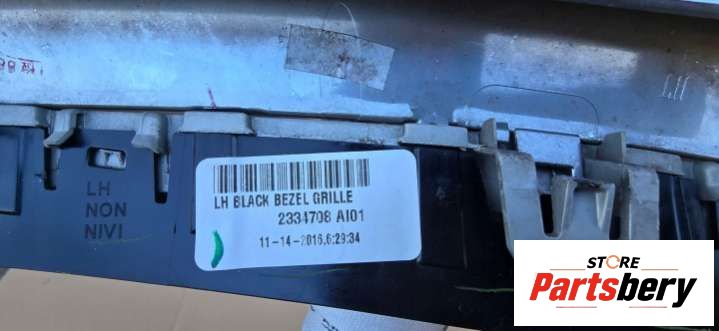 LH BLACK BEZEL GRILLE
2334708 AI01
11-14-2016,6:29:34
LH
NON
NIVI
STORE
Partsbery